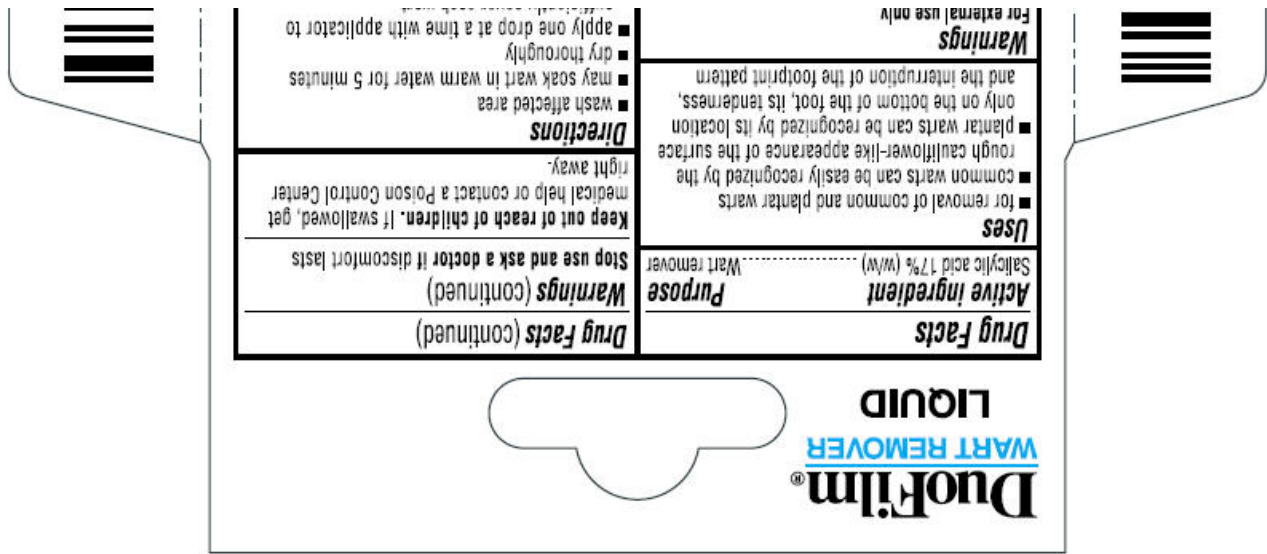 DuoFilm®
WART REMOVER
LIQUID
Drug Facts
Active ingredient Purpose
Salicylic acid 17% (w/w) Wart remover
Uses
■ for removal of common and plantar warts
■ common warts can be easily recognized by the
rough cauliflower-like appearance of the surface
■ plantar warts can be recognized by its location
only on the bottom of the foot, its tenderness,
and the interruption of the footprint pattern
Warnings
For external use only
Drug Facts (continued)
Warnings (continued)
Stop use and ask a doctor if discomfort lasts
Keep out of reach of children. If swallowed, get
medical help or contact a Poison Control Center
right away.
Directions
■ wash affected area
■ may soak wart in warm water for 5 minutes
■ dry thoroughly
■ apply one drop at a time with applicator to